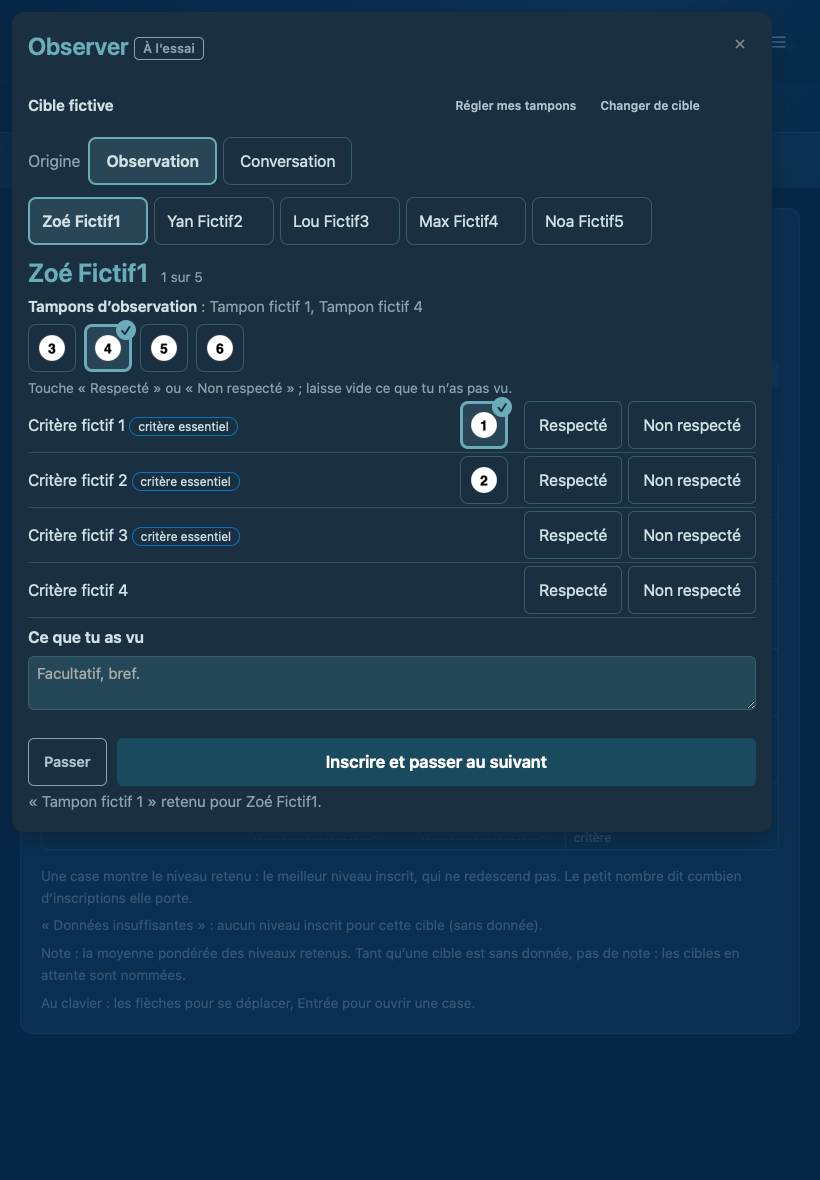 Observer À l’essai ×
Cible fictive Régler mes tampons Changer de cible
Origine Observation Conversation
Zoé Fictif1 Yan Fictif2 Lou Fictif3 Max Fictif4 Noa Fictif5
Zoé Fictif1 1 sur 5
Tampons d’observation : Tampon fictif 1, Tampon fictif 4
3 4 5 6
Touche « Respecté » ou « Non respecté » ; laisse vide ce que tu n’as pas vu.
Critère fictif 1 critère essentiel 1 Respecté Non respecté
Critère fictif 2 critère essentiel 2 Respecté Non respecté
Critère fictif 3 critère essentiel Respecté Non respecté
Critère fictif 4 Respecté Non respecté
Ce que tu as vu
Facultatif, bref.
Passer Inscrire et passer au suivant
« Tampon fictif 1 » retenu pour Zoé Fictif1.
critère
Une case montre le niveau retenu : le meilleur niveau inscrit, qui ne redescend pas. Le petit nombre dit combien
d’inscriptions elle porte.
« Données insuffisantes » : aucun niveau inscrit pour cette cible (sans donnée).
Note : la moyenne pondérée des niveaux retenus. Tant qu’une cible est sans donnée, pas de note : les cibles en
attente sont nommées.
Au clavier : les flèches pour se déplacer, Entrée pour ouvrir une case.